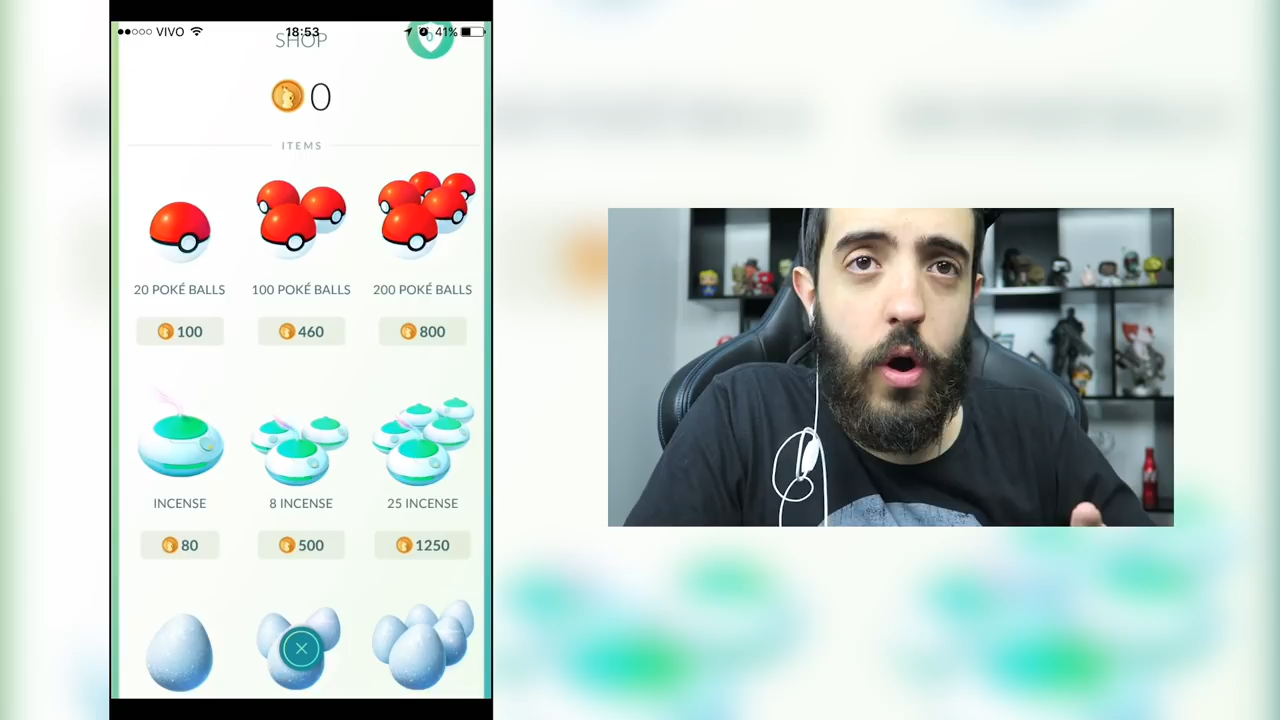 VIVO 18:53 41%
SHOP
0
0
ITEMS
20 POKÉ BALLS 100 POKÉ BALLS 200 POKÉ BALLS
100 460 800
INCENSE 8 INCENSE 25 INCENSE
80 500 1250